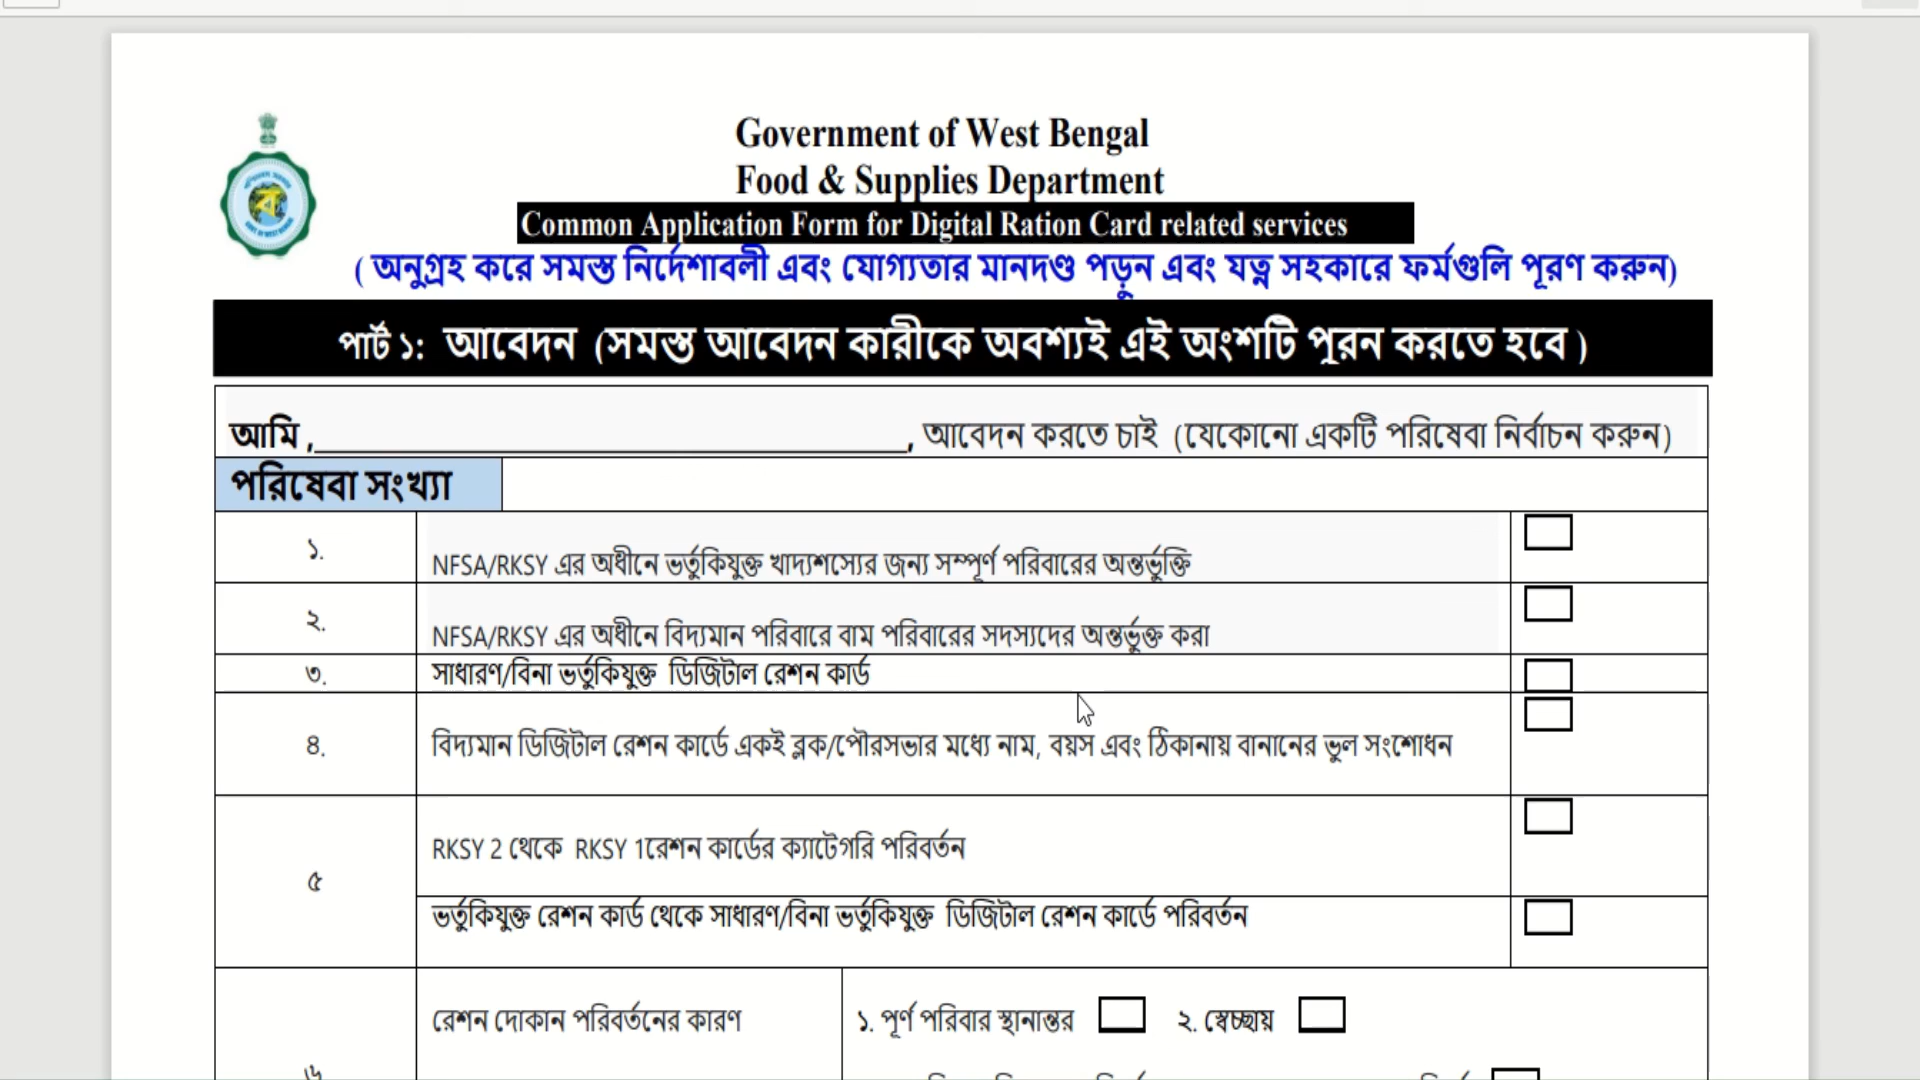 Government of West Bengal
Food & Supplies Department
Common Application Form for Digital Ration Card related services
( অনুগ্রহ করে সমস্ত নির্দেশাবলী এবং যোগ্যতার মানদণ্ড পড়ুন এবং যত্ন সহকারে ফর্মগুলি পূরণ করুন)
পার্ট ১: আবেদন (সমস্ত আবেদন কারীকে অবশ্যই এই অংশটি পূরন করতে হবে )
আমি ,____________________________, আবেদন করতে চাই (যেকোনো একটি পরিষেবা নির্বাচন করুন)
পরিষেবা সংখ্যা
১. NFSA/RKSY এর অধীনে ভর্তুকিযুক্ত খাদ্যশস্যের জন্য সম্পূর্ণ পরিবারের অন্তর্ভুক্তি
২. NFSA/RKSY এর অধীনে বিদ্যমান পরিবারে বাম পরিবারের সদস্যদের অন্তর্ভুক্ত করা
৩. সাধারণ/বিনা ভর্তুকিযুক্ত ডিজিটাল রেশন কার্ড
৪. বিদ্যমান ডিজিটাল রেশন কার্ডে একই ব্লক/পৌরসভার মধ্যে নাম, বয়স এবং ঠিকানায় বানানের ভুল সংশোধন
৫ RKSY 2 থেকে RKSY 1রেশন কার্ডের ক্যাটেগরি পরিবর্তন
ভর্তুকিযুক্ত রেশন কার্ড থেকে সাধারণ/বিনা ভর্তুকিযুক্ত ডিজিটাল রেশন কার্ডে পরিবর্তন
রেশন দোকান পরিবর্তনের কারণ ১. পূর্ণ পরিবার স্থানান্তর ২. স্বেচ্ছায়